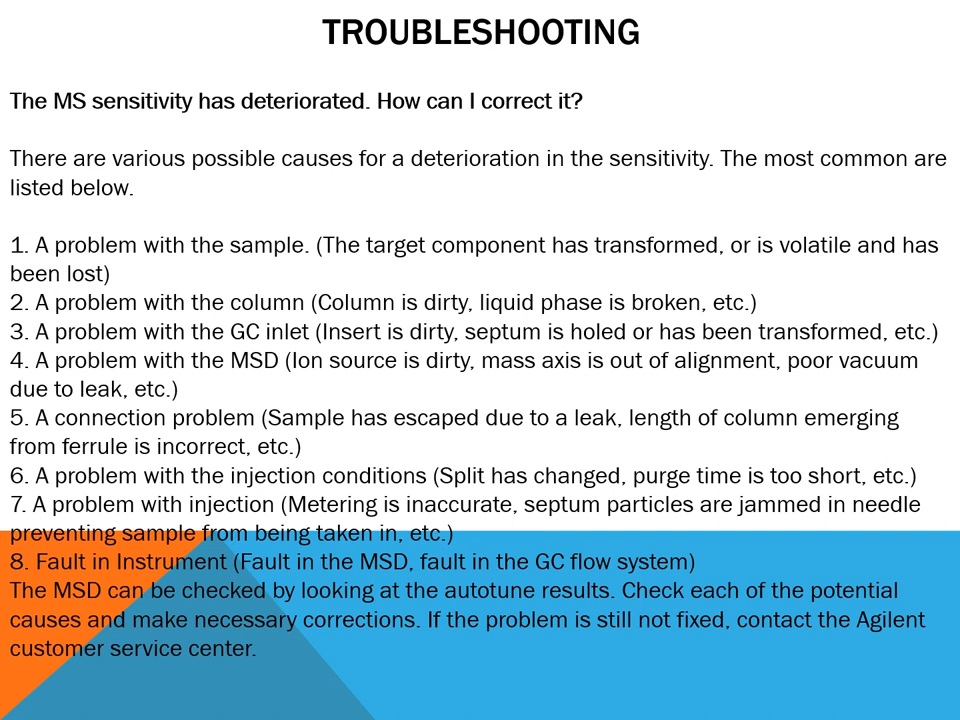 TROUBLESHOOTING
The MS sensitivity has deteriorated. How can I correct it?
There are various possible causes for a deterioration in the sensitivity. The most common are
listed below.
1. A problem with the sample. (The target component has transformed, or is volatile and has
been lost)
2. A problem with the column (Column is dirty, liquid phase is broken, etc.)
3. A problem with the GC inlet (Insert is dirty, septum is holed or has been transformed, etc.)
4. A problem with the MSD (Ion source is dirty, mass axis is out of alignment, poor vacuum
due to leak, etc.)
5. A connection problem (Sample has escaped due to a leak, length of column emerging
from ferrule is incorrect, etc.)
6. A problem with the injection conditions (Split has changed, purge time is too short, etc.)
7. A problem with injection (Metering is inaccurate, septum particles are jammed in needle
preventing sample from being taken in, etc.)
8. Fault in Instrument (Fault in the MSD, fault in the GC flow system)
The MSD can be checked by looking at the autotune results. Check each of the potential
causes and make necessary corrections. If the problem is still not fixed, contact the Agilent
customer service center.